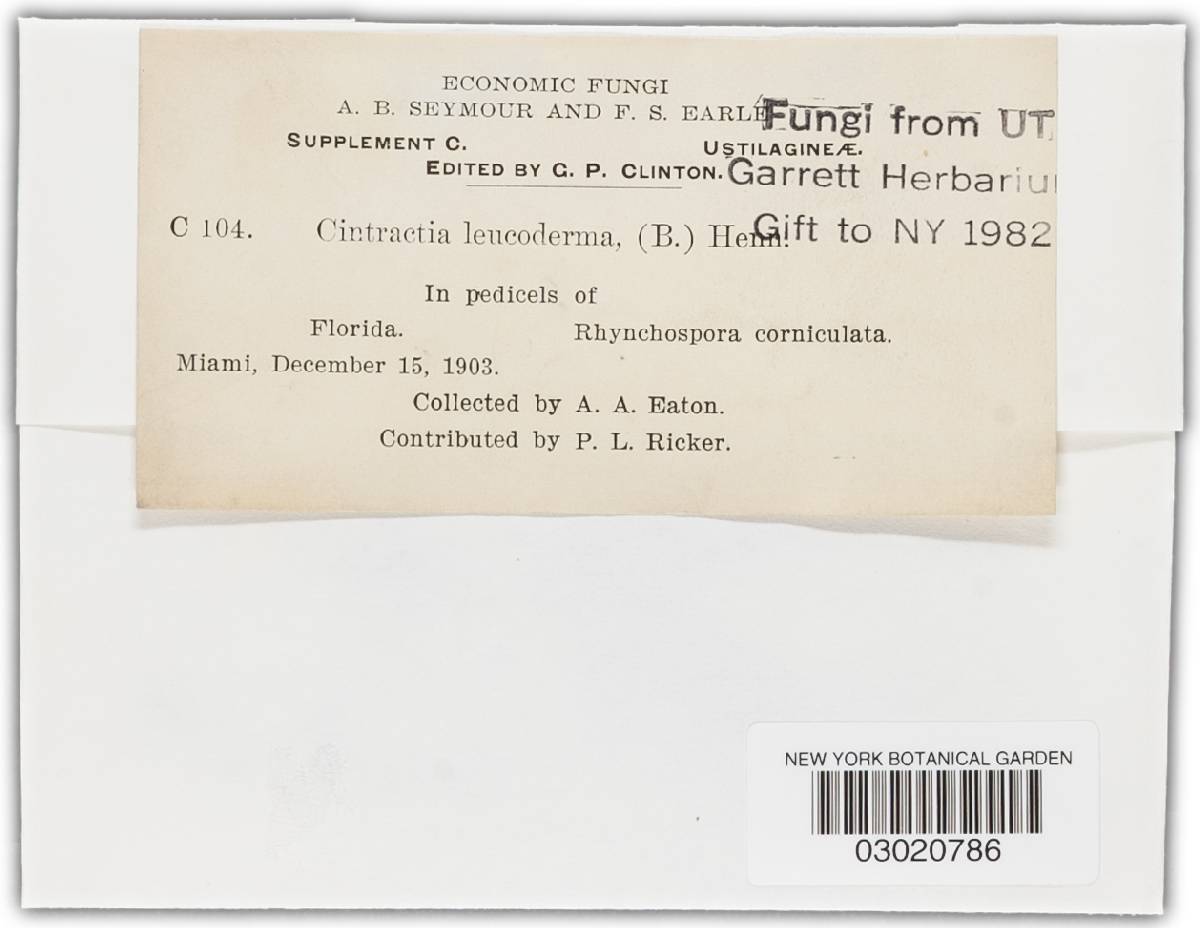 ECONOMIC FUNGI
A. B. SEYMOUR AND F. S. EARLE
Fungi from UT.
SUPPLEMENT C. USTILAGINEÆ.
EDITED BY G. P. CLINTON.
Garrett Herbariu
C 104. Cintractia leucoderma, (B.) Henn.
Gift to NY 1982
In pedicels of
Florida. Rhynchospora corniculata.
Miami, December 15, 1903.
Collected by A. A. Eaton.
Contributed by P. L. Ricker.
NEW YORK BOTANICAL GARDEN
03020786